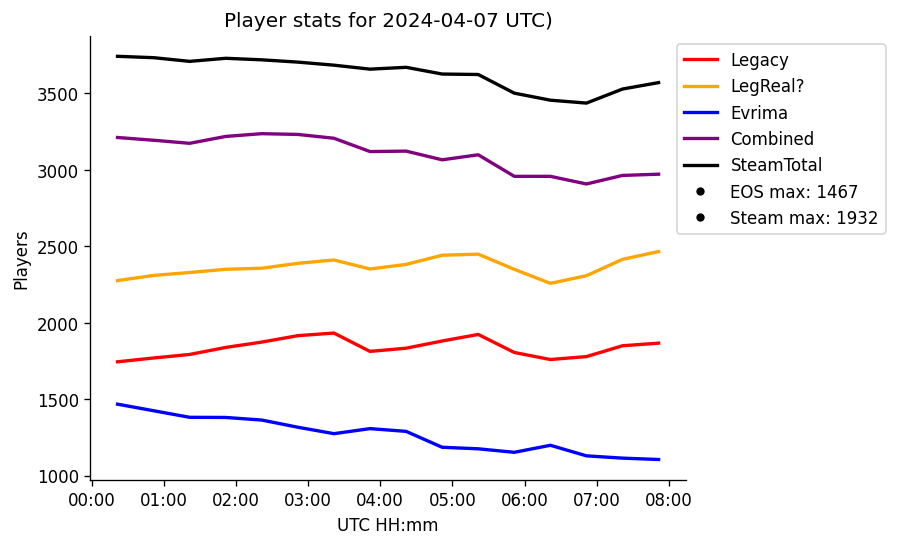 Player stats for 2024-04-07 UTC)
Legacy
LegReal?
Evrima
Combined
SteamTotal
EOS max: 1467
Steam max: 1932
Players
3500
3000
2500
2000
1500
1000
00:00 01:00 02:00 03:00 04:00 05:00 06:00 07:00 08:00
UTC HH:mm